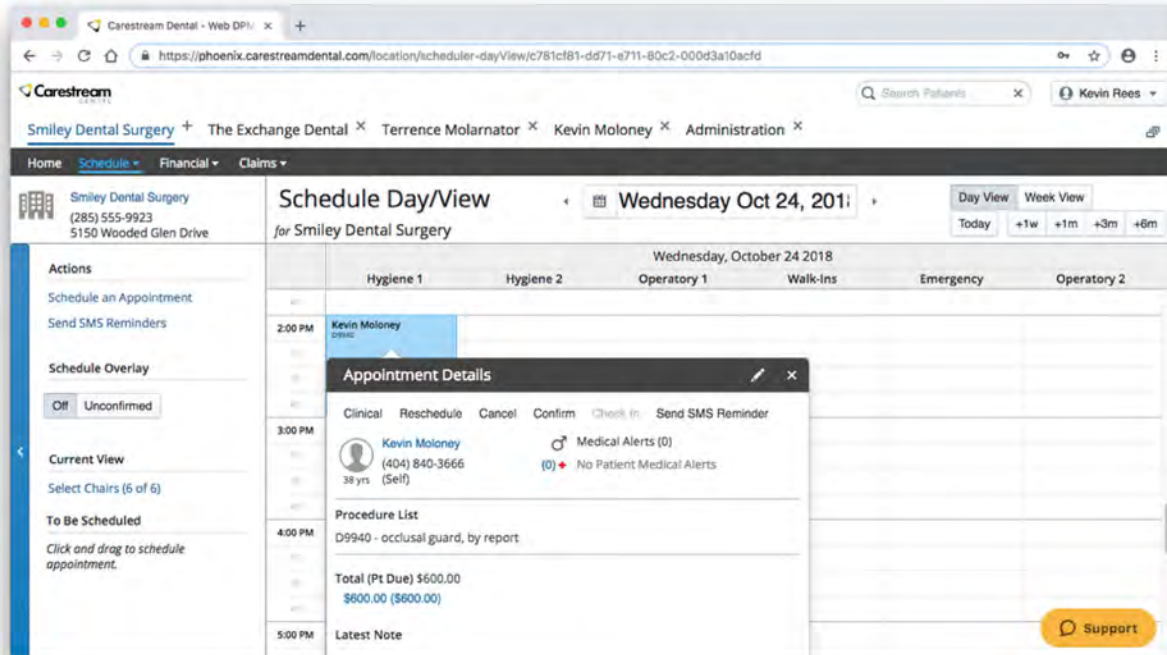 Carestream Dental - Web DPM × +
https://phoenix.carestreamdental.com/location/scheduler-dayView/c781cf81-dd71-e711-80c2-000d3a10acfd
Carestream
DENTAL
Search Patients ×
Kevin Rees
Smiley Dental Surgery + The Exchange Dental × Terrence Molarnator × Kevin Moloney × Administration ×
Home Schedule Financial Claims
Smiley Dental Surgery
(285) 555-9923
5150 Wooded Glen Drive
Schedule Day/View
for Smiley Dental Surgery
Wednesday Oct 24, 201
Day View Week View
Today +1w +1m +3m +6m
Actions
Schedule an Appointment
Send SMS Reminders
Schedule Overlay
Off Unconfirmed
Current View
Select Chairs (6 of 6)
To Be Scheduled
Click and drag to schedule
appointment.
Wednesday, October 24 2018
Hygiene 1 Hygiene 2 Operatory 1 Walk-Ins Emergency Operatory 2
2:00 PM
Kevin Moloney
D9940
3:00 PM
4:00 PM
5:00 PM
Appointment Details ×
Clinical Reschedule Cancel Confirm Check In Send SMS Reminder
Kevin Moloney
(404) 840-3666
38 yrs (Self)
Medical Alerts (0)
(0) + No Patient Medical Alerts
Procedure List
D9940 - occlusal guard, by report
Total (Pt Due) $600.00
$600.00 ($600.00)
Latest Note
Support